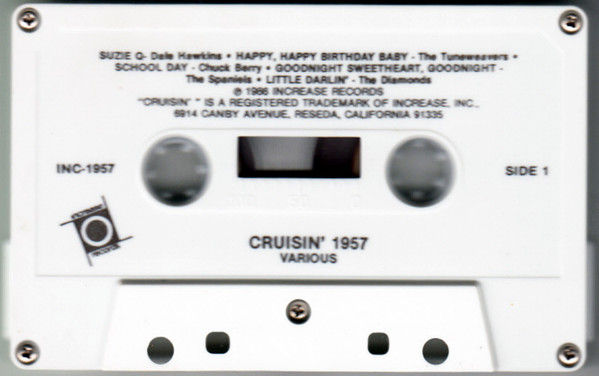 SUZIE Q- Dale Hawkins • HAPPY, HAPPY BIRTHDAY BABY - The Tuneweavers •
SCHOOL DAY - Chuck Berry • GOODNIGHT SWEETHEART, GOODNIGHT -
The Spaniels • LITTLE DARLIN' - The Diamonds
℗ 1986 INCREASE RECORDS
"CRUISIN' " IS A REGISTERED TRADEMARK OF INCREASE, INC.,
6914 CANBY AVENUE, RESEDA, CALIFORNIA 91335
INC-1957
SIDE 1
INCREASE
RECORDS
CRUISIN' 1957
VARIOUS